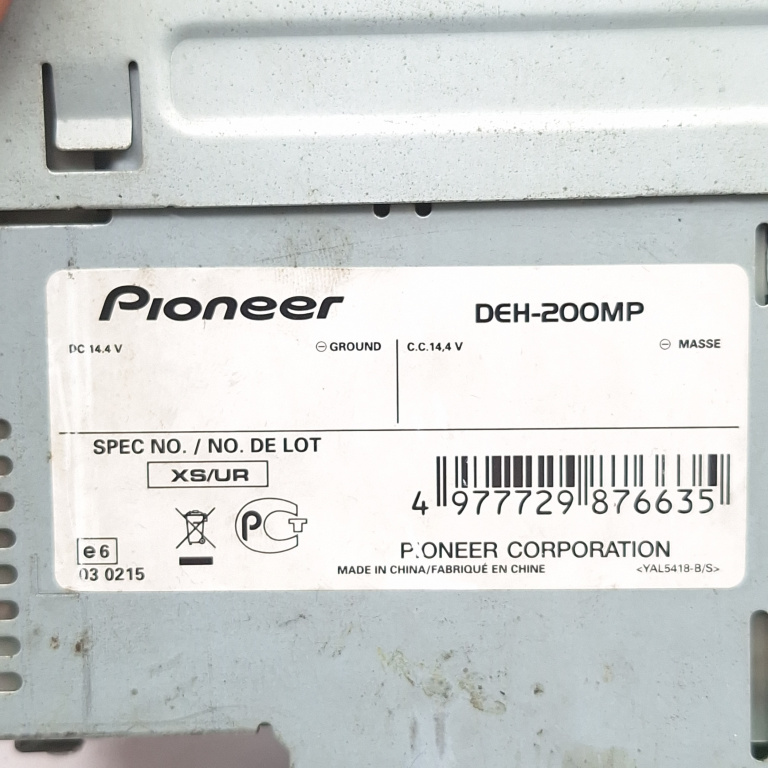 Pioneer
DEH-200MP
DC 14.4 V
⊖ GROUND
C.C.14,4 V
⊖ MASSE
SPEC NO. / NO. DE LOT
XS/UR
4 977729 876635
PCT
e6
03 0215
PIONEER CORPORATION
MADE IN CHINA/FABRIQUÉ EN CHINE
<YAL5418-B/S>